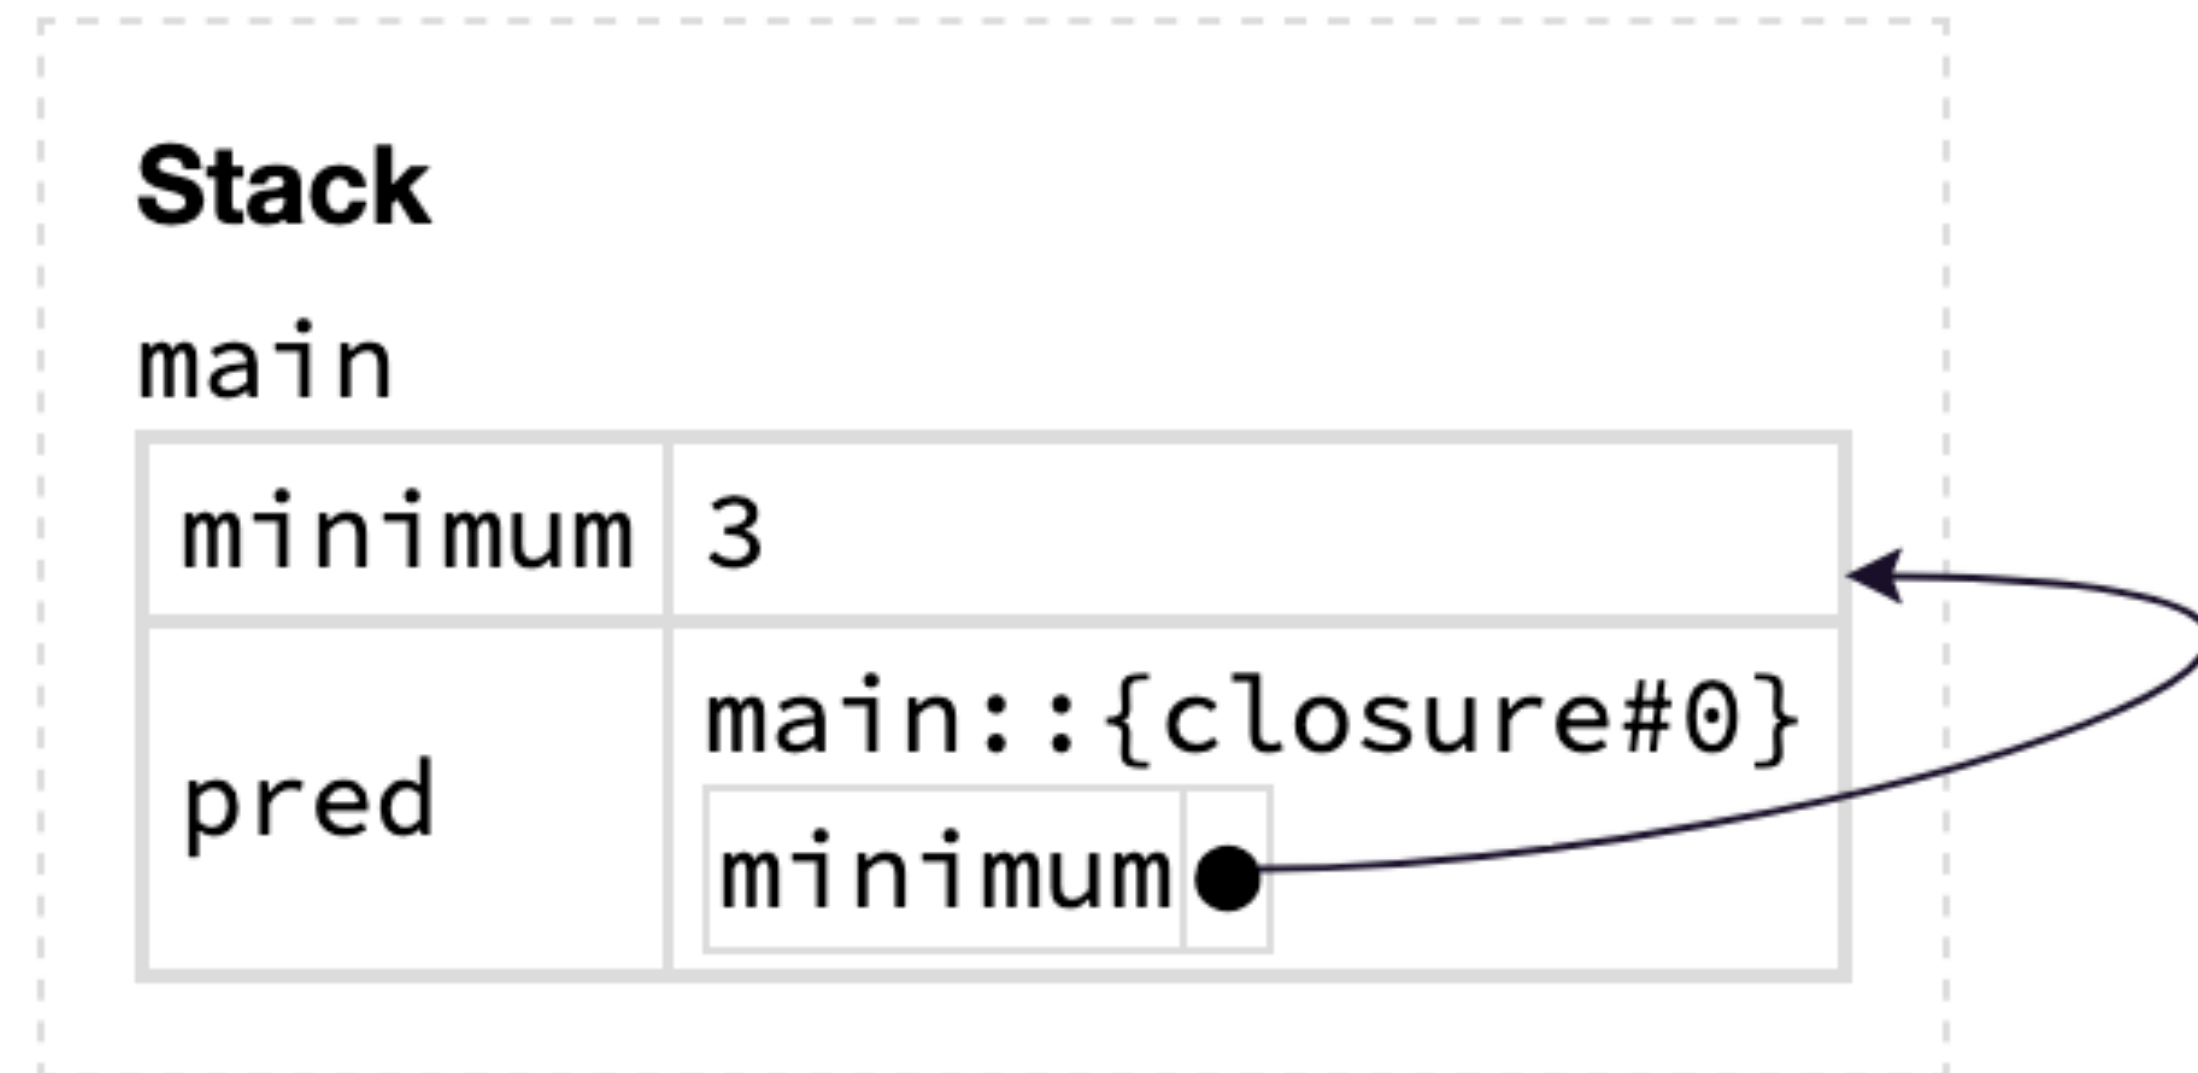 Stack
main
minimum 3
main::{closure#0}
pred
minimum